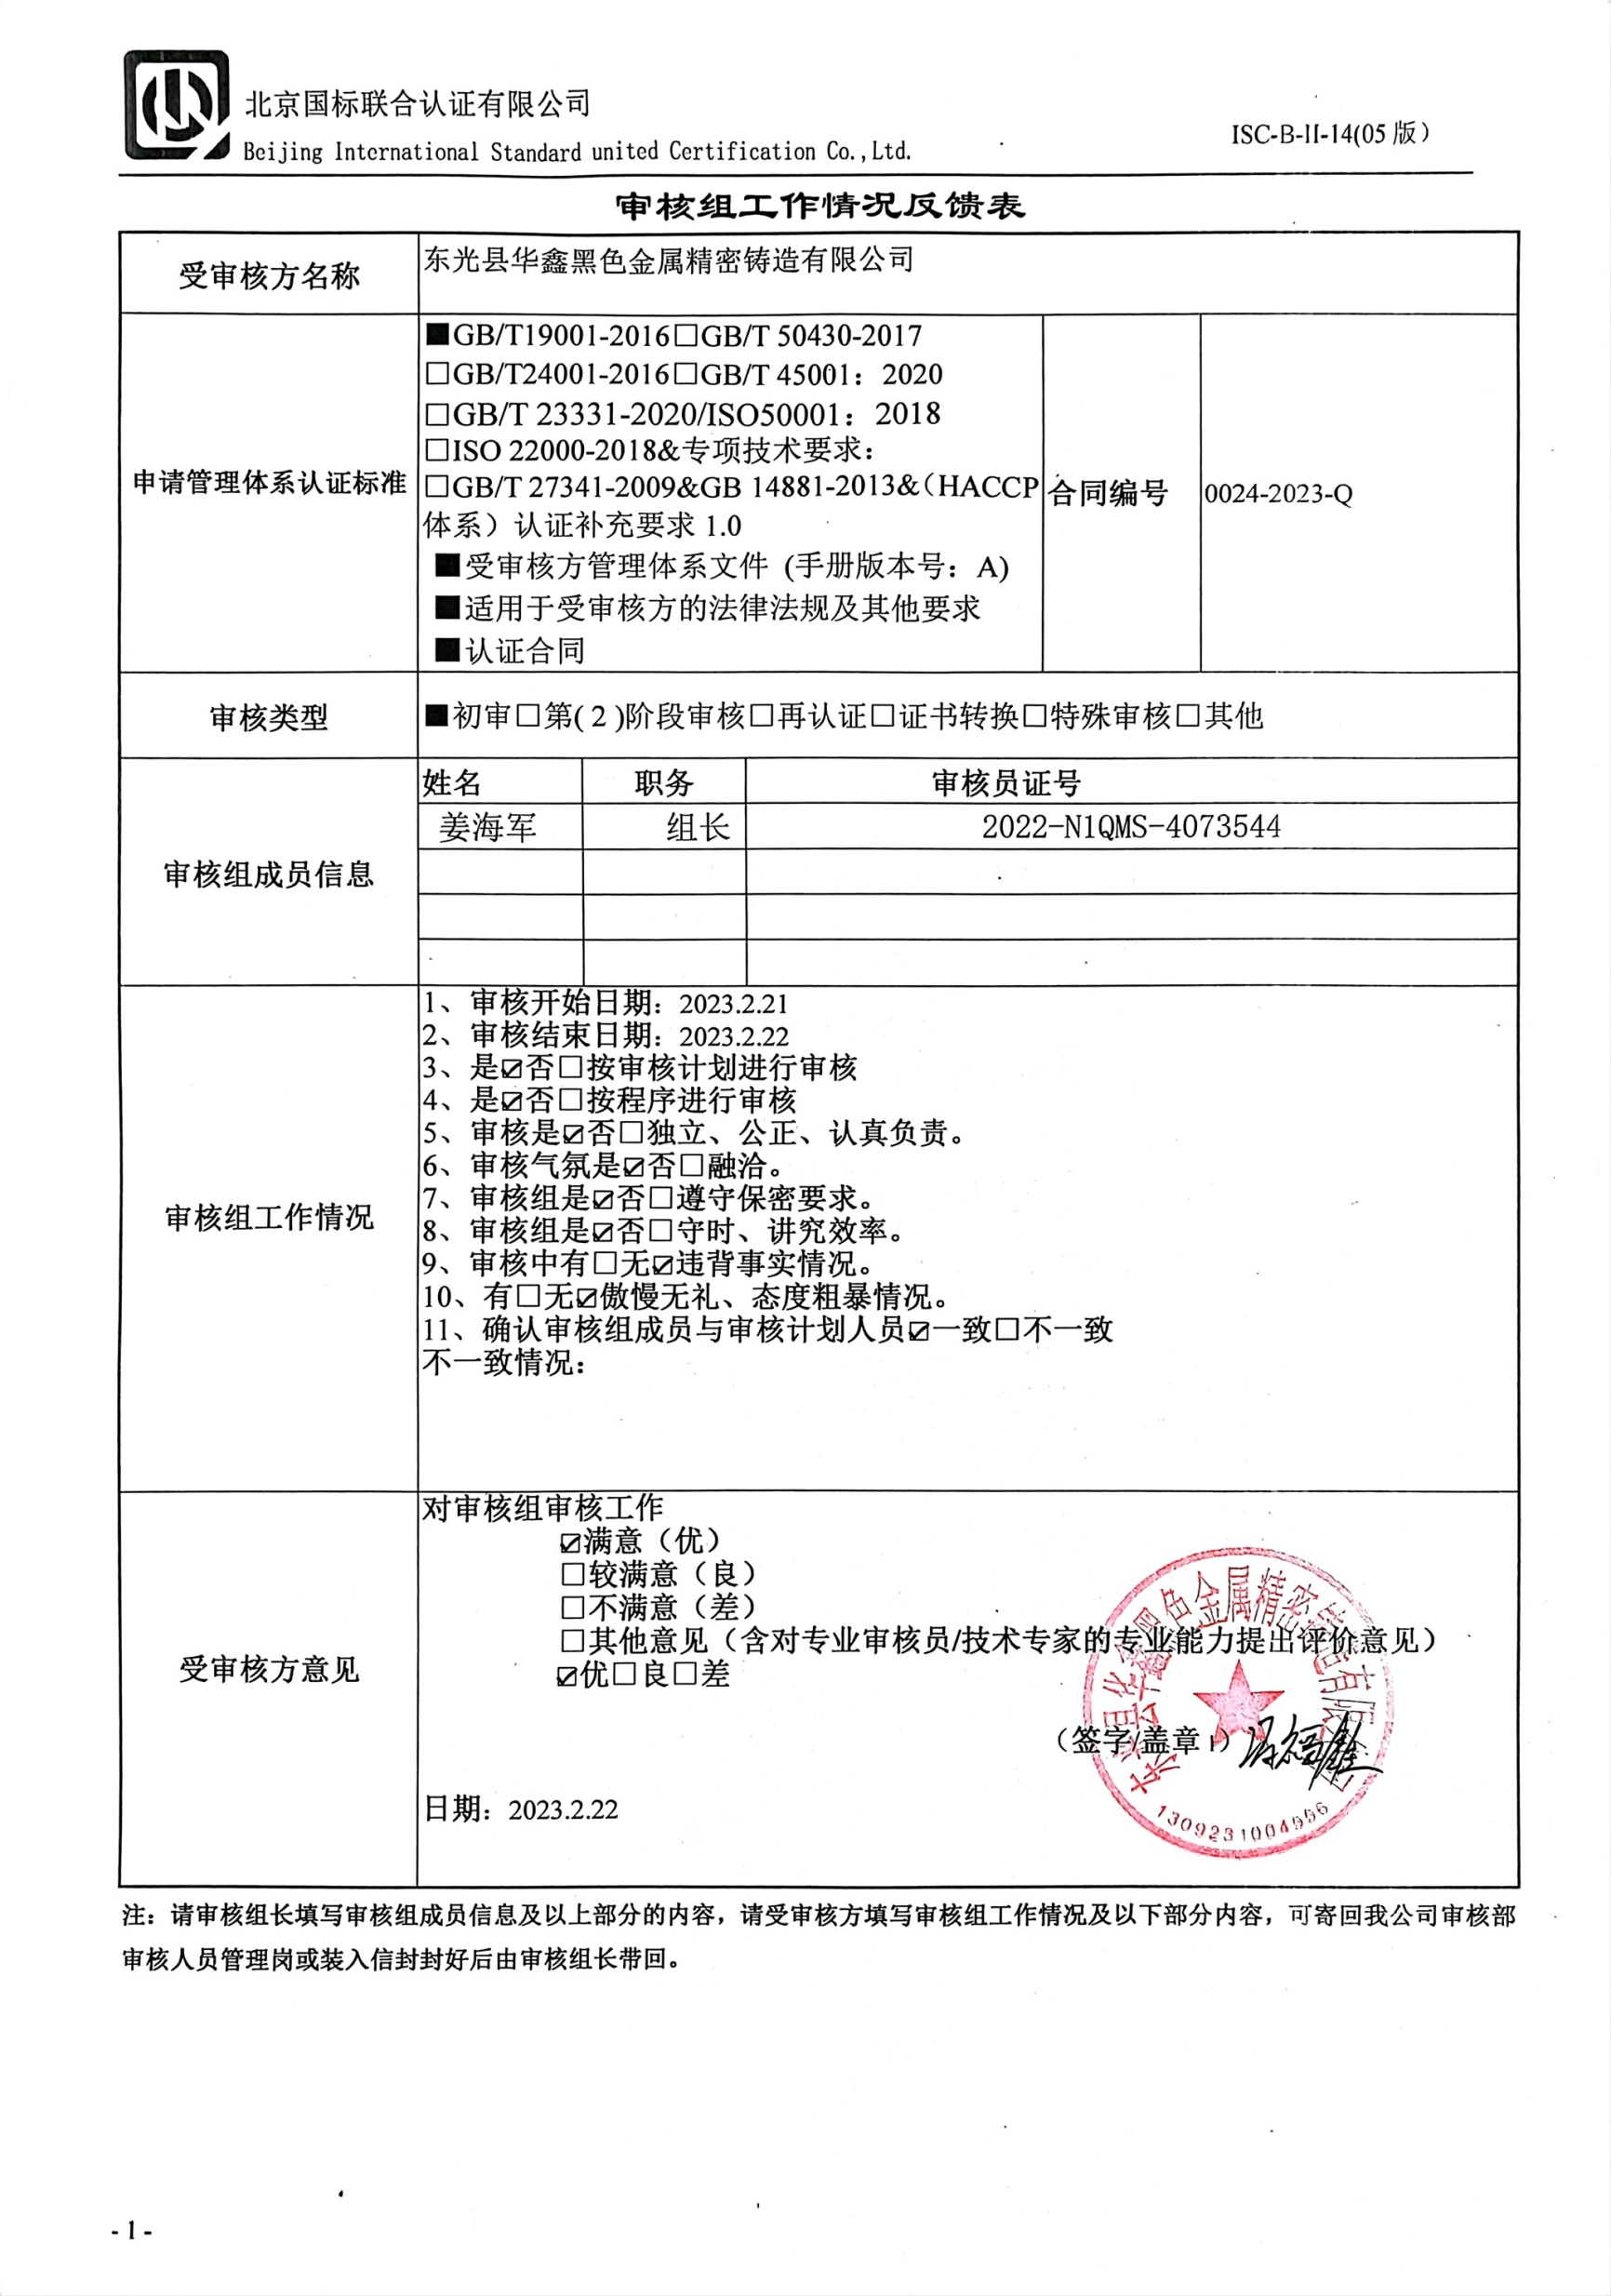 北京国标联合认证有限公司
Beijing International Standard united Certification Co.,Ltd.
ISC-B-II-14(05 版)
审核组工作情况反馈表
受审核方名称
东光县华鑫黑色金属精密铸造有限公司
申请管理体系认证标准
■GB/T19001-2016□GB/T 50430-2017
□GB/T24001-2016□GB/T 45001：2020
□GB/T 23331-2020/ISO50001：2018
□ISO 22000-2018&专项技术要求：
□GB/T 27341-2009&GB 14881-2013&（HACCP
体系）认证补充要求 1.0
■受审核方管理体系文件 (手册版本号：A)
■适用于受审核方的法律法规及其他要求
■认证合同
合同编号
0024-2023-Q
审核类型
■初审□第( 2 )阶段审核□再认证□证书转换□特殊审核□其他
审核组成员信息
姓名 职务 审核员证号
姜海军 组长 2022-N1QMS-4073544
审核组工作情况
1、审核开始日期：2023.2.21
2、审核结束日期：2023.2.22
3、是☑否□按审核计划进行审核
4、是☑否□按程序进行审核
5、审核是☑否□独立、公正、认真负责。
6、审核气氛是☑否□融洽。
7、审核组是☑否□遵守保密要求。
8、审核组是☑否□守时、讲究效率。
9、审核中有□无☑违背事实情况。
10、有□无☑傲慢无礼、态度粗暴情况。
11、确认审核组成员与审核计划人员☑一致□不一致
不一致情况：
受审核方意见
对审核组审核工作
☑满意（优）
□较满意（良）
□不满意（差）
□其他意见（含对专业审核员/技术专家的专业能力提出评价意见）
☑优□良□差
（签字/盖章）
东光县华鑫黑色金属精密铸造有限公司
1309231004996
日期：2023.2.22
注：请审核组长填写审核组成员信息及以上部分的内容，请受审核方填写审核组工作情况及以下部分内容，可寄回我公司审核部
审核人员管理岗或装入信封封好后由审核组长带回。
- 1 -